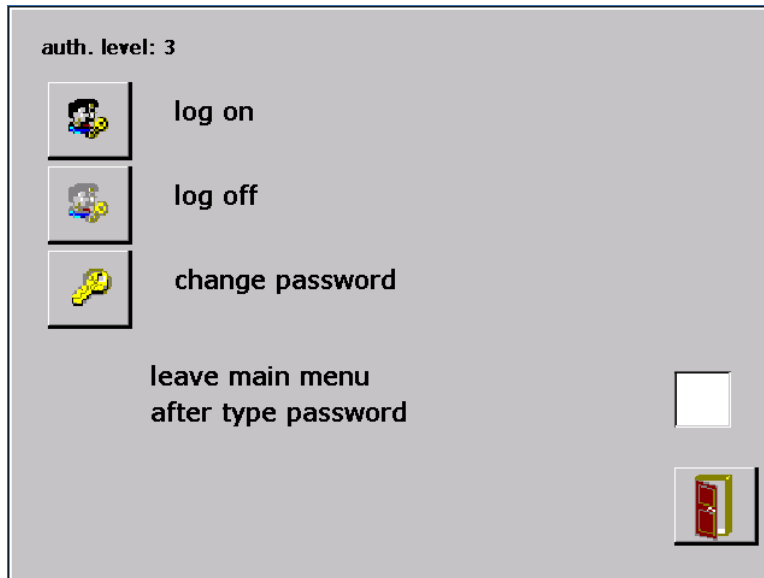 auth. level: 3
log on
log off
change password
leave main menu
after type password